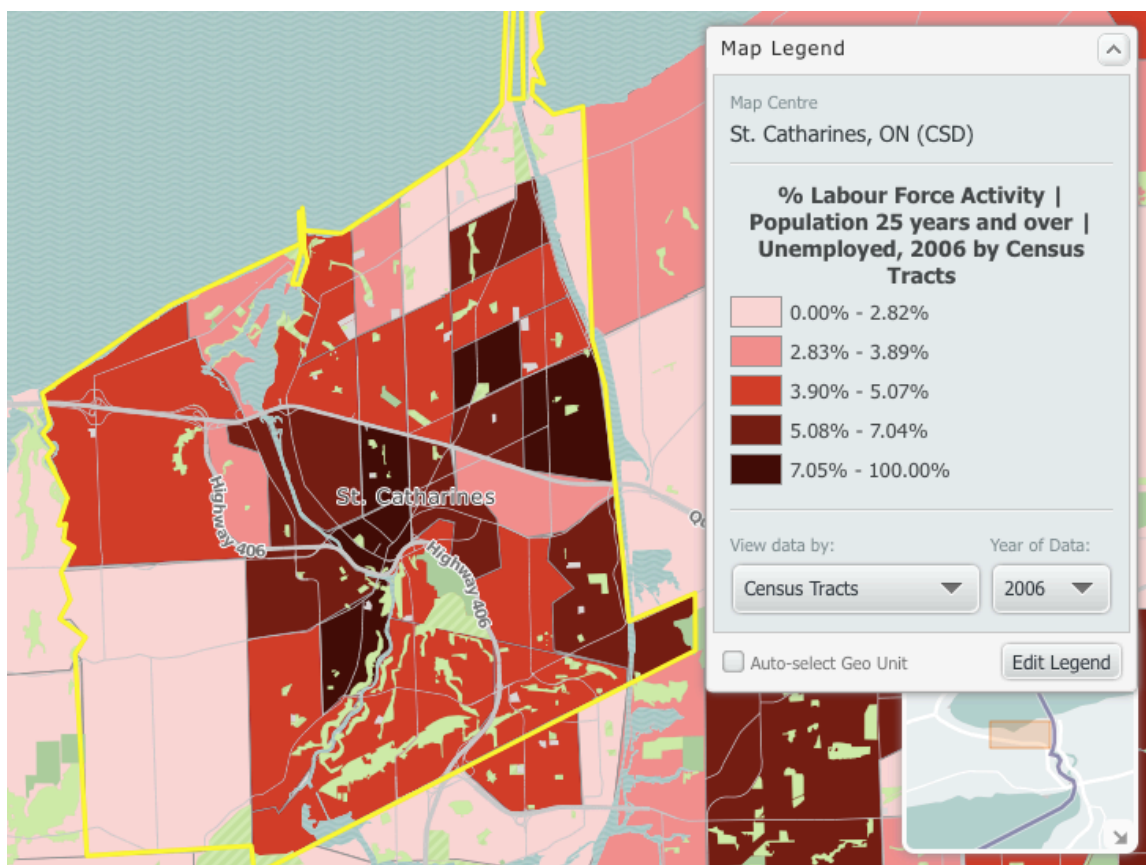 Map Legend
Map Centre
St. Catharines, ON (CSD)
% Labour Force Activity |
Population 25 years and over |
Unemployed, 2006 by Census
Tracts
0.00% - 2.82%
2.83% - 3.89%
3.90% - 5.07%
5.08% - 7.04%
7.05% - 100.00%
View data by:
Year of Data:
Census Tracts
2006
Auto-select Geo Unit
Edit Legend
St. Catharines
Highway 406
Highway 406